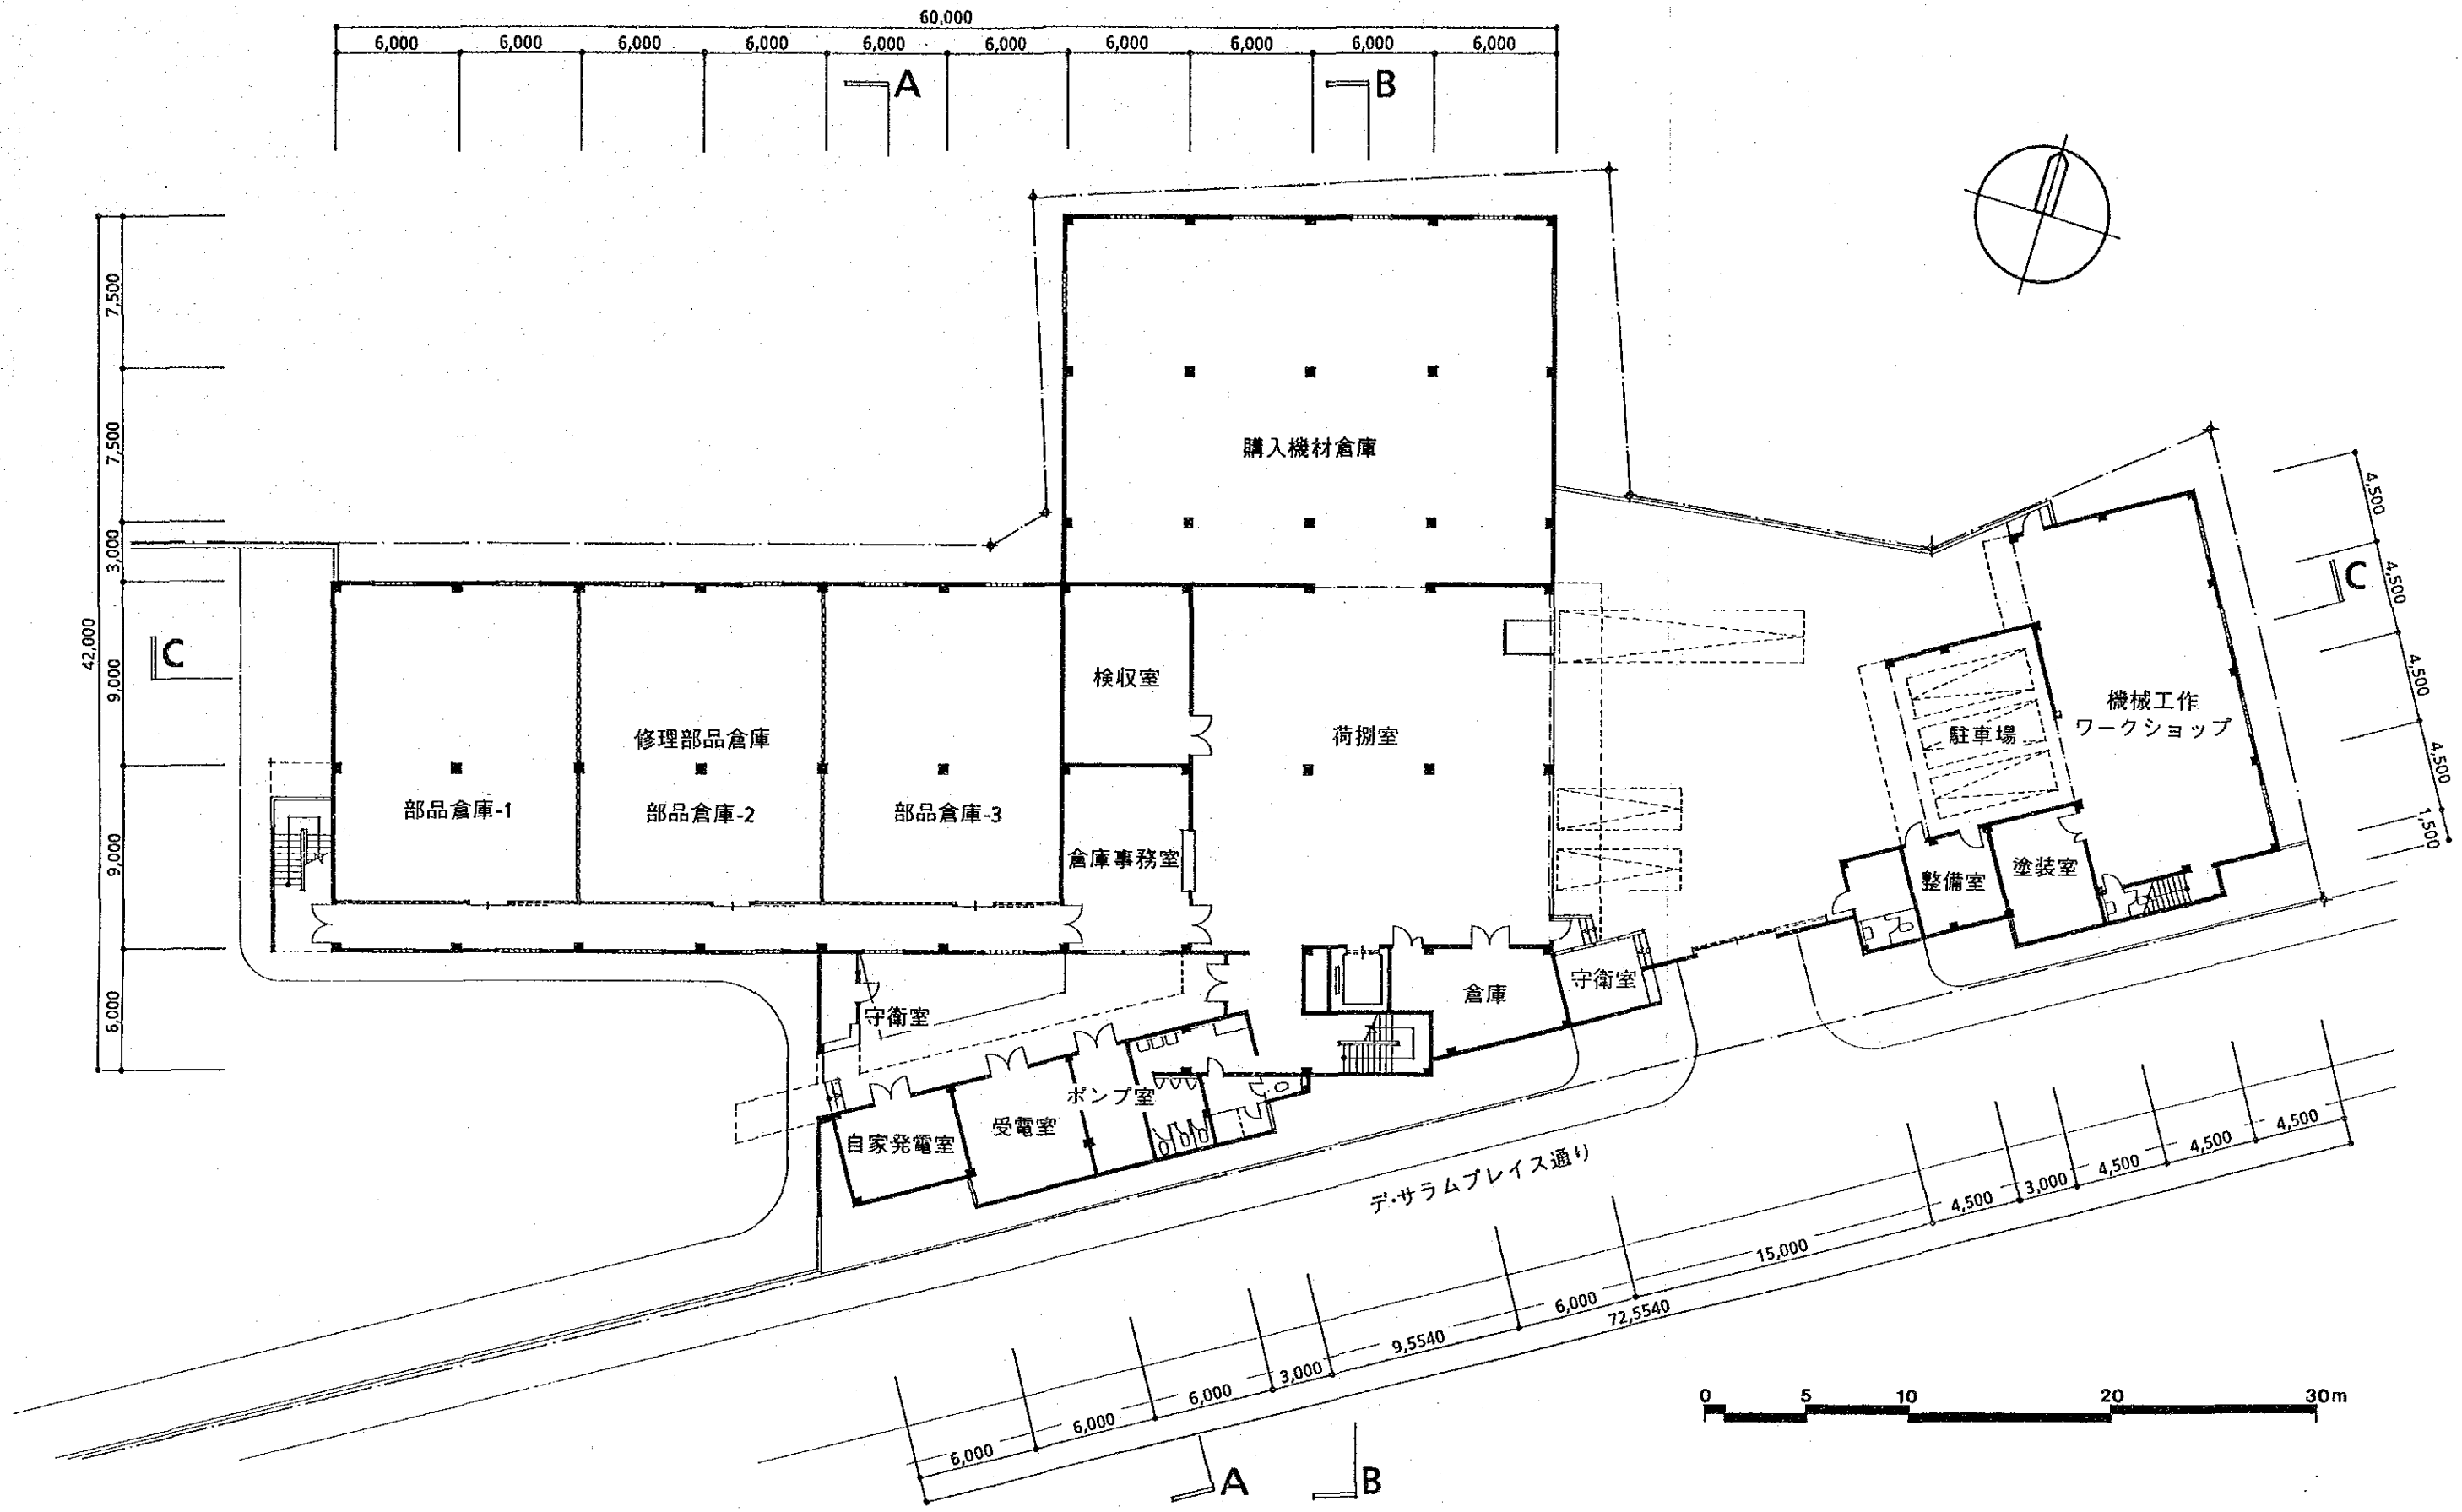 60,000
6,000 6,000 6,000 6,000 6,000 6,000 6,000 6,000 6,000 6,000
A B
7,500
7,500
3,000
42,000
9,000
9,000
6,000
C
購入機材倉庫
検収室
修理部品倉庫
荷捌室
部品倉庫-1
部品倉庫-2
部品倉庫-3
倉庫事務室
守衛室
倉庫
守衛室
ポンプ室
受電室
自家発電室
駐車場
機械工作
ワークショップ
整備室
塗装室
4,500
4,500
4,500
4,500
1,500
C
デ・サラムプレイス通り
6,000 6,000 6,000 3,000 9,5540 6,000 15,000 4,500 3,000 4,500 4,500 4,500
72,5540
A B
0 5 10 20 30m